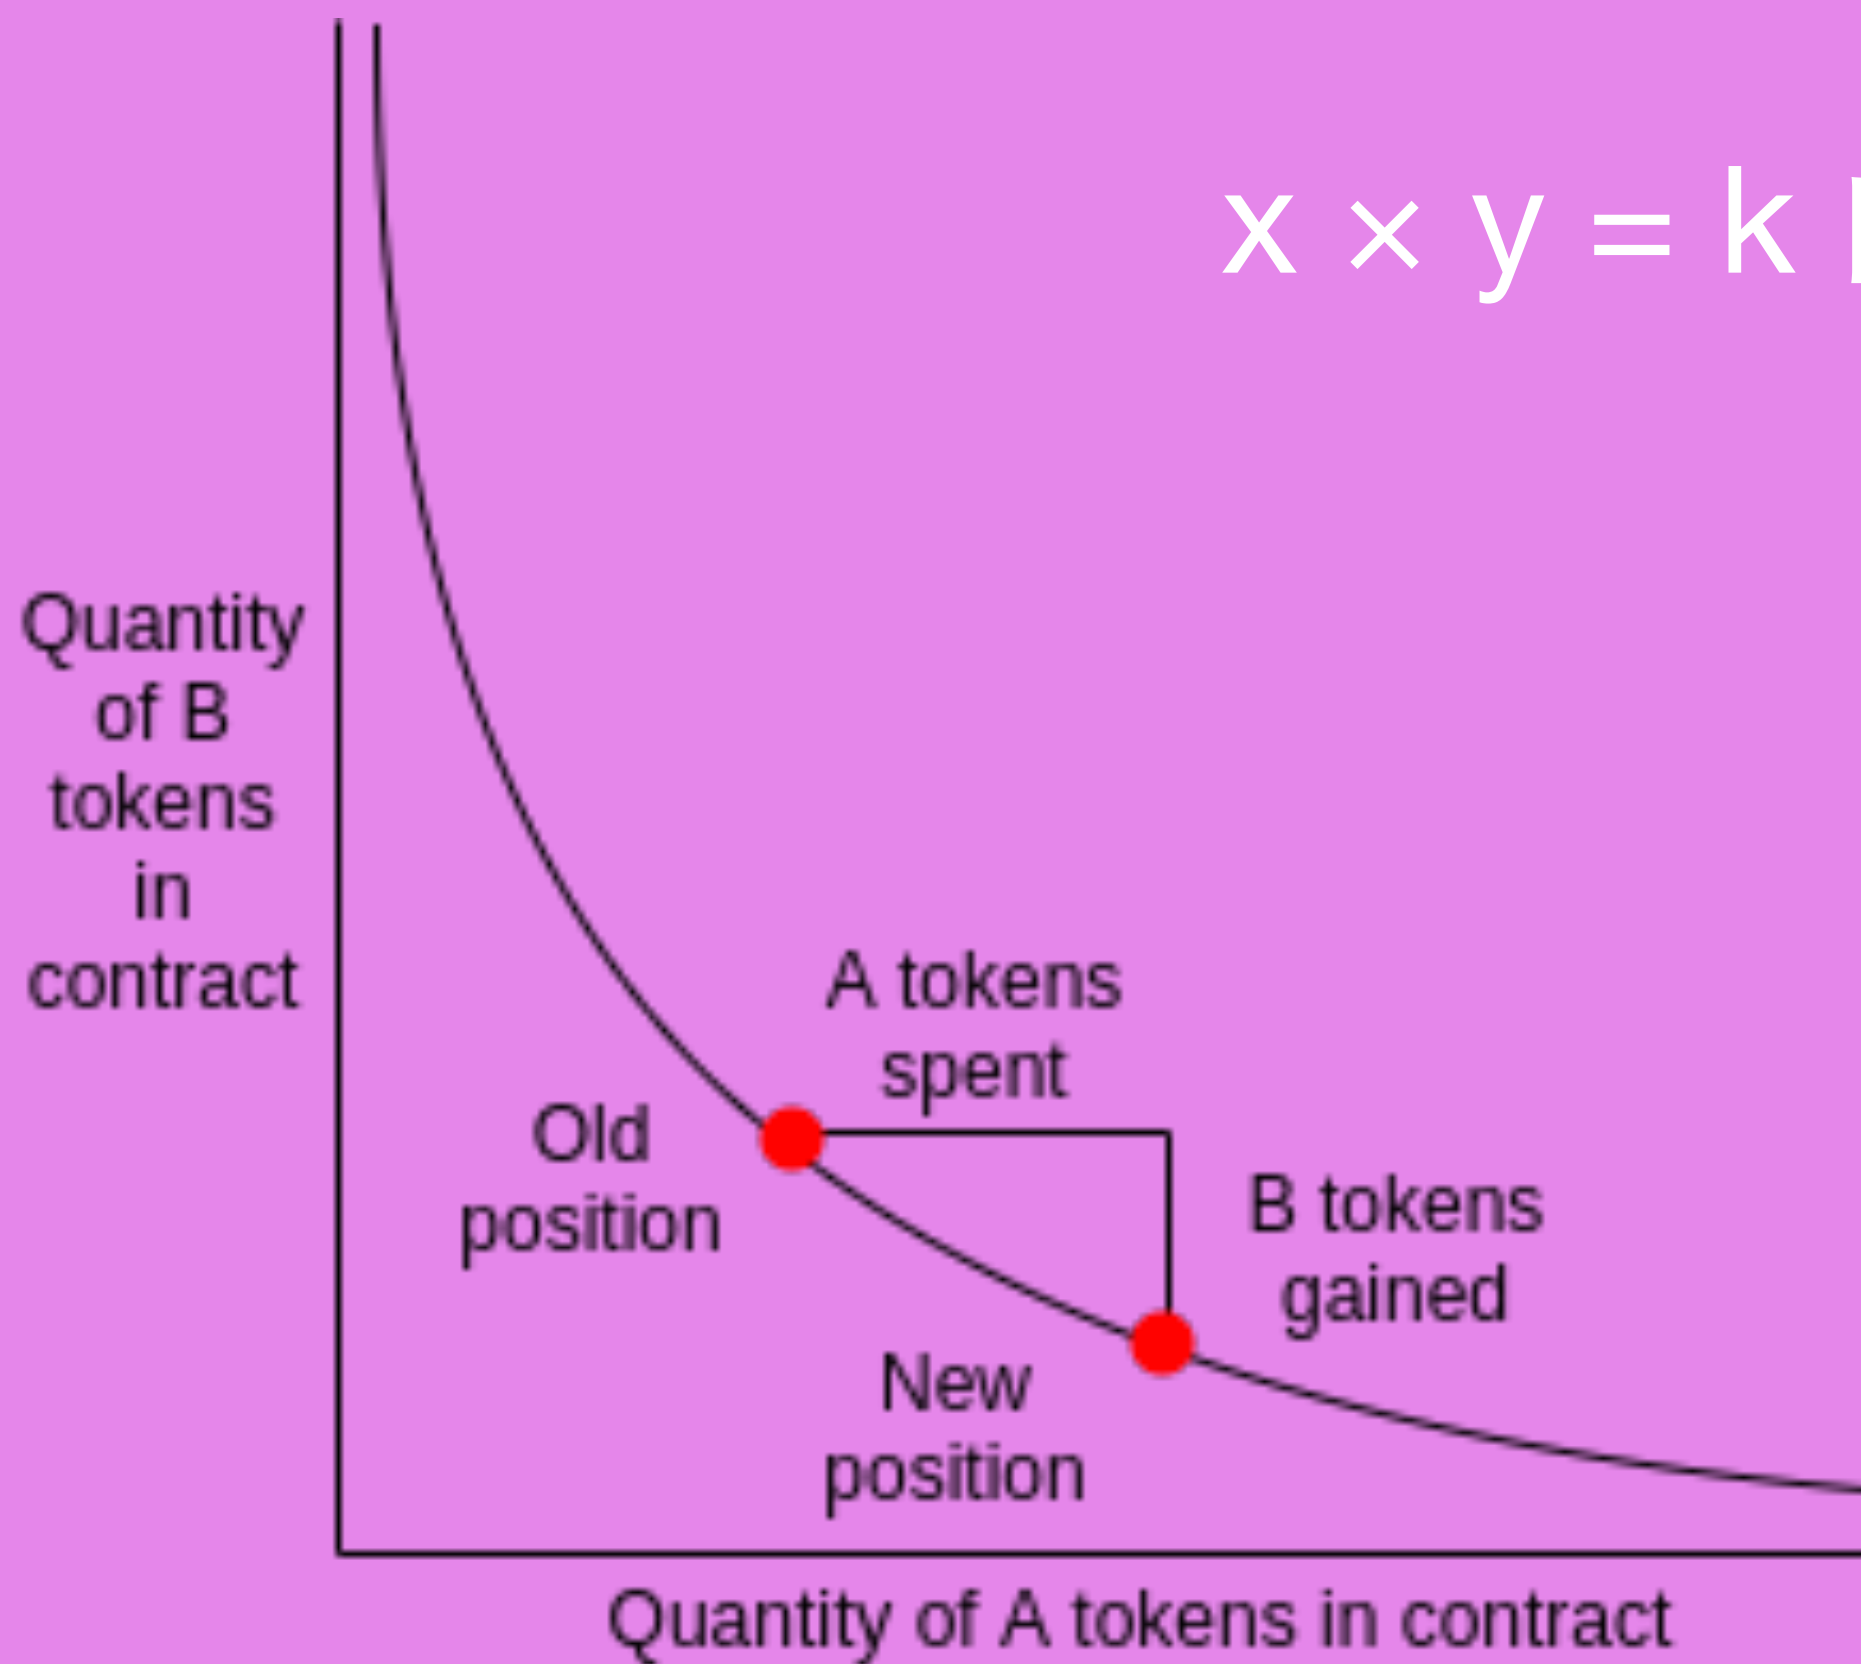 x × y = k
Quantity
of B
tokens
in
contract
A tokens
spent
Old
position
B tokens
gained
New
position
Quantity of A tokens in contract